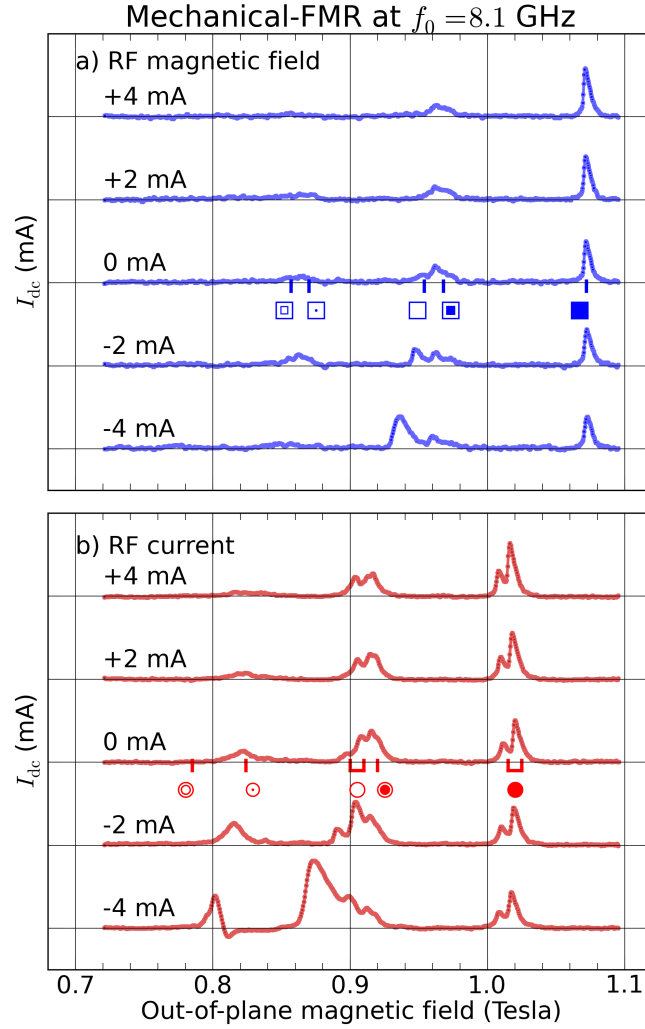 Mechanical-FMR at f₀ =8.1 GHz
a) RF magnetic field
+4 mA
+2 mA
0 mA
-2 mA
-4 mA
I_dc (mA)
b) RF current
+4 mA
+2 mA
0 mA
-2 mA
-4 mA
I_dc (mA)
0.7 0.8 0.9 1.0 1.1
Out-of-plane magnetic field (Tesla)